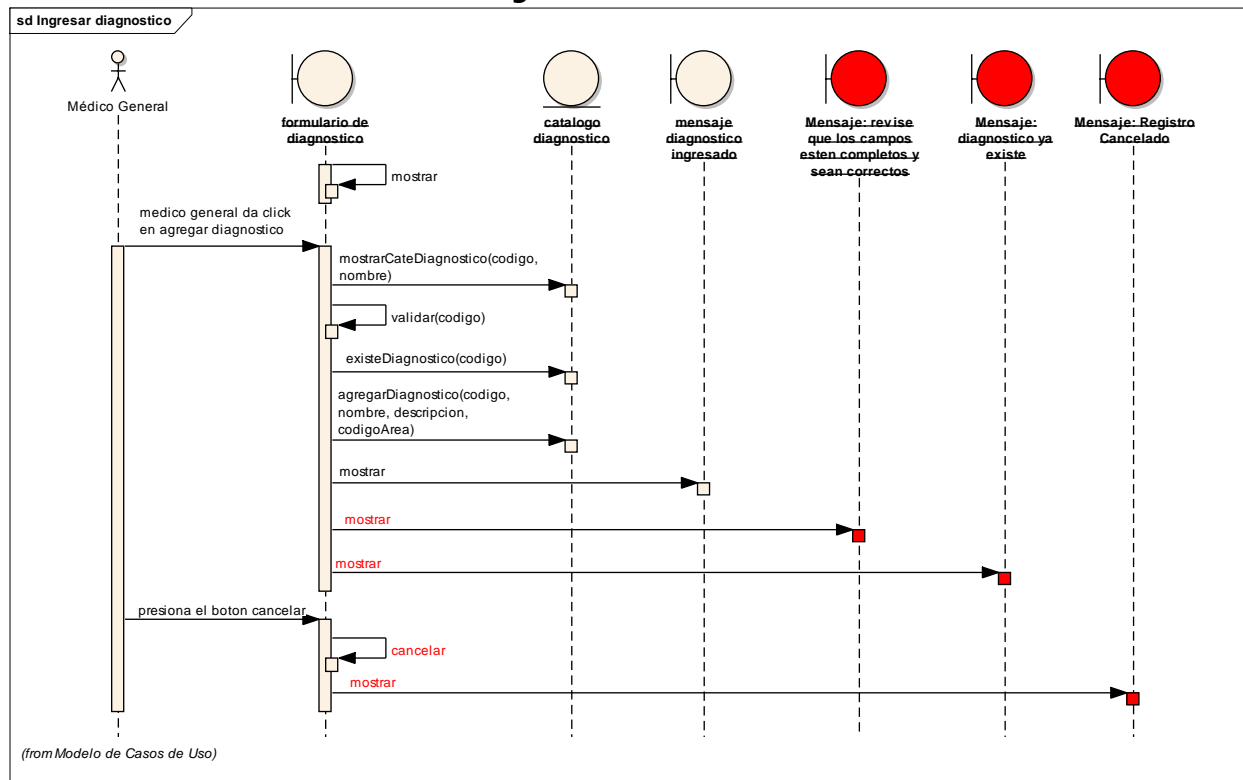 sd Ingresar diagnostico
Médico General
formulario de
diagnostico
catalogo
diagnostico
mensaje
diagnostico
ingresado
Mensaje: revise
que los campos
esten completos y
sean correctos
Mensaje:
diagnostico ya
existe
Mensaje: Registro
Cancelado
mostrar
medico general da click
en agregar diagnostico
mostrarCateDiagnostico(codigo,
nombre)
validar(codigo)
existeDiagnostico(codigo)
agregarDiagnostico(codigo,
nombre, descripcion,
codigoArea)
mostrar
mostrar
mostrar
presiona el boton cancelar
cancelar
mostrar
(from Modelo de Casos de Uso)